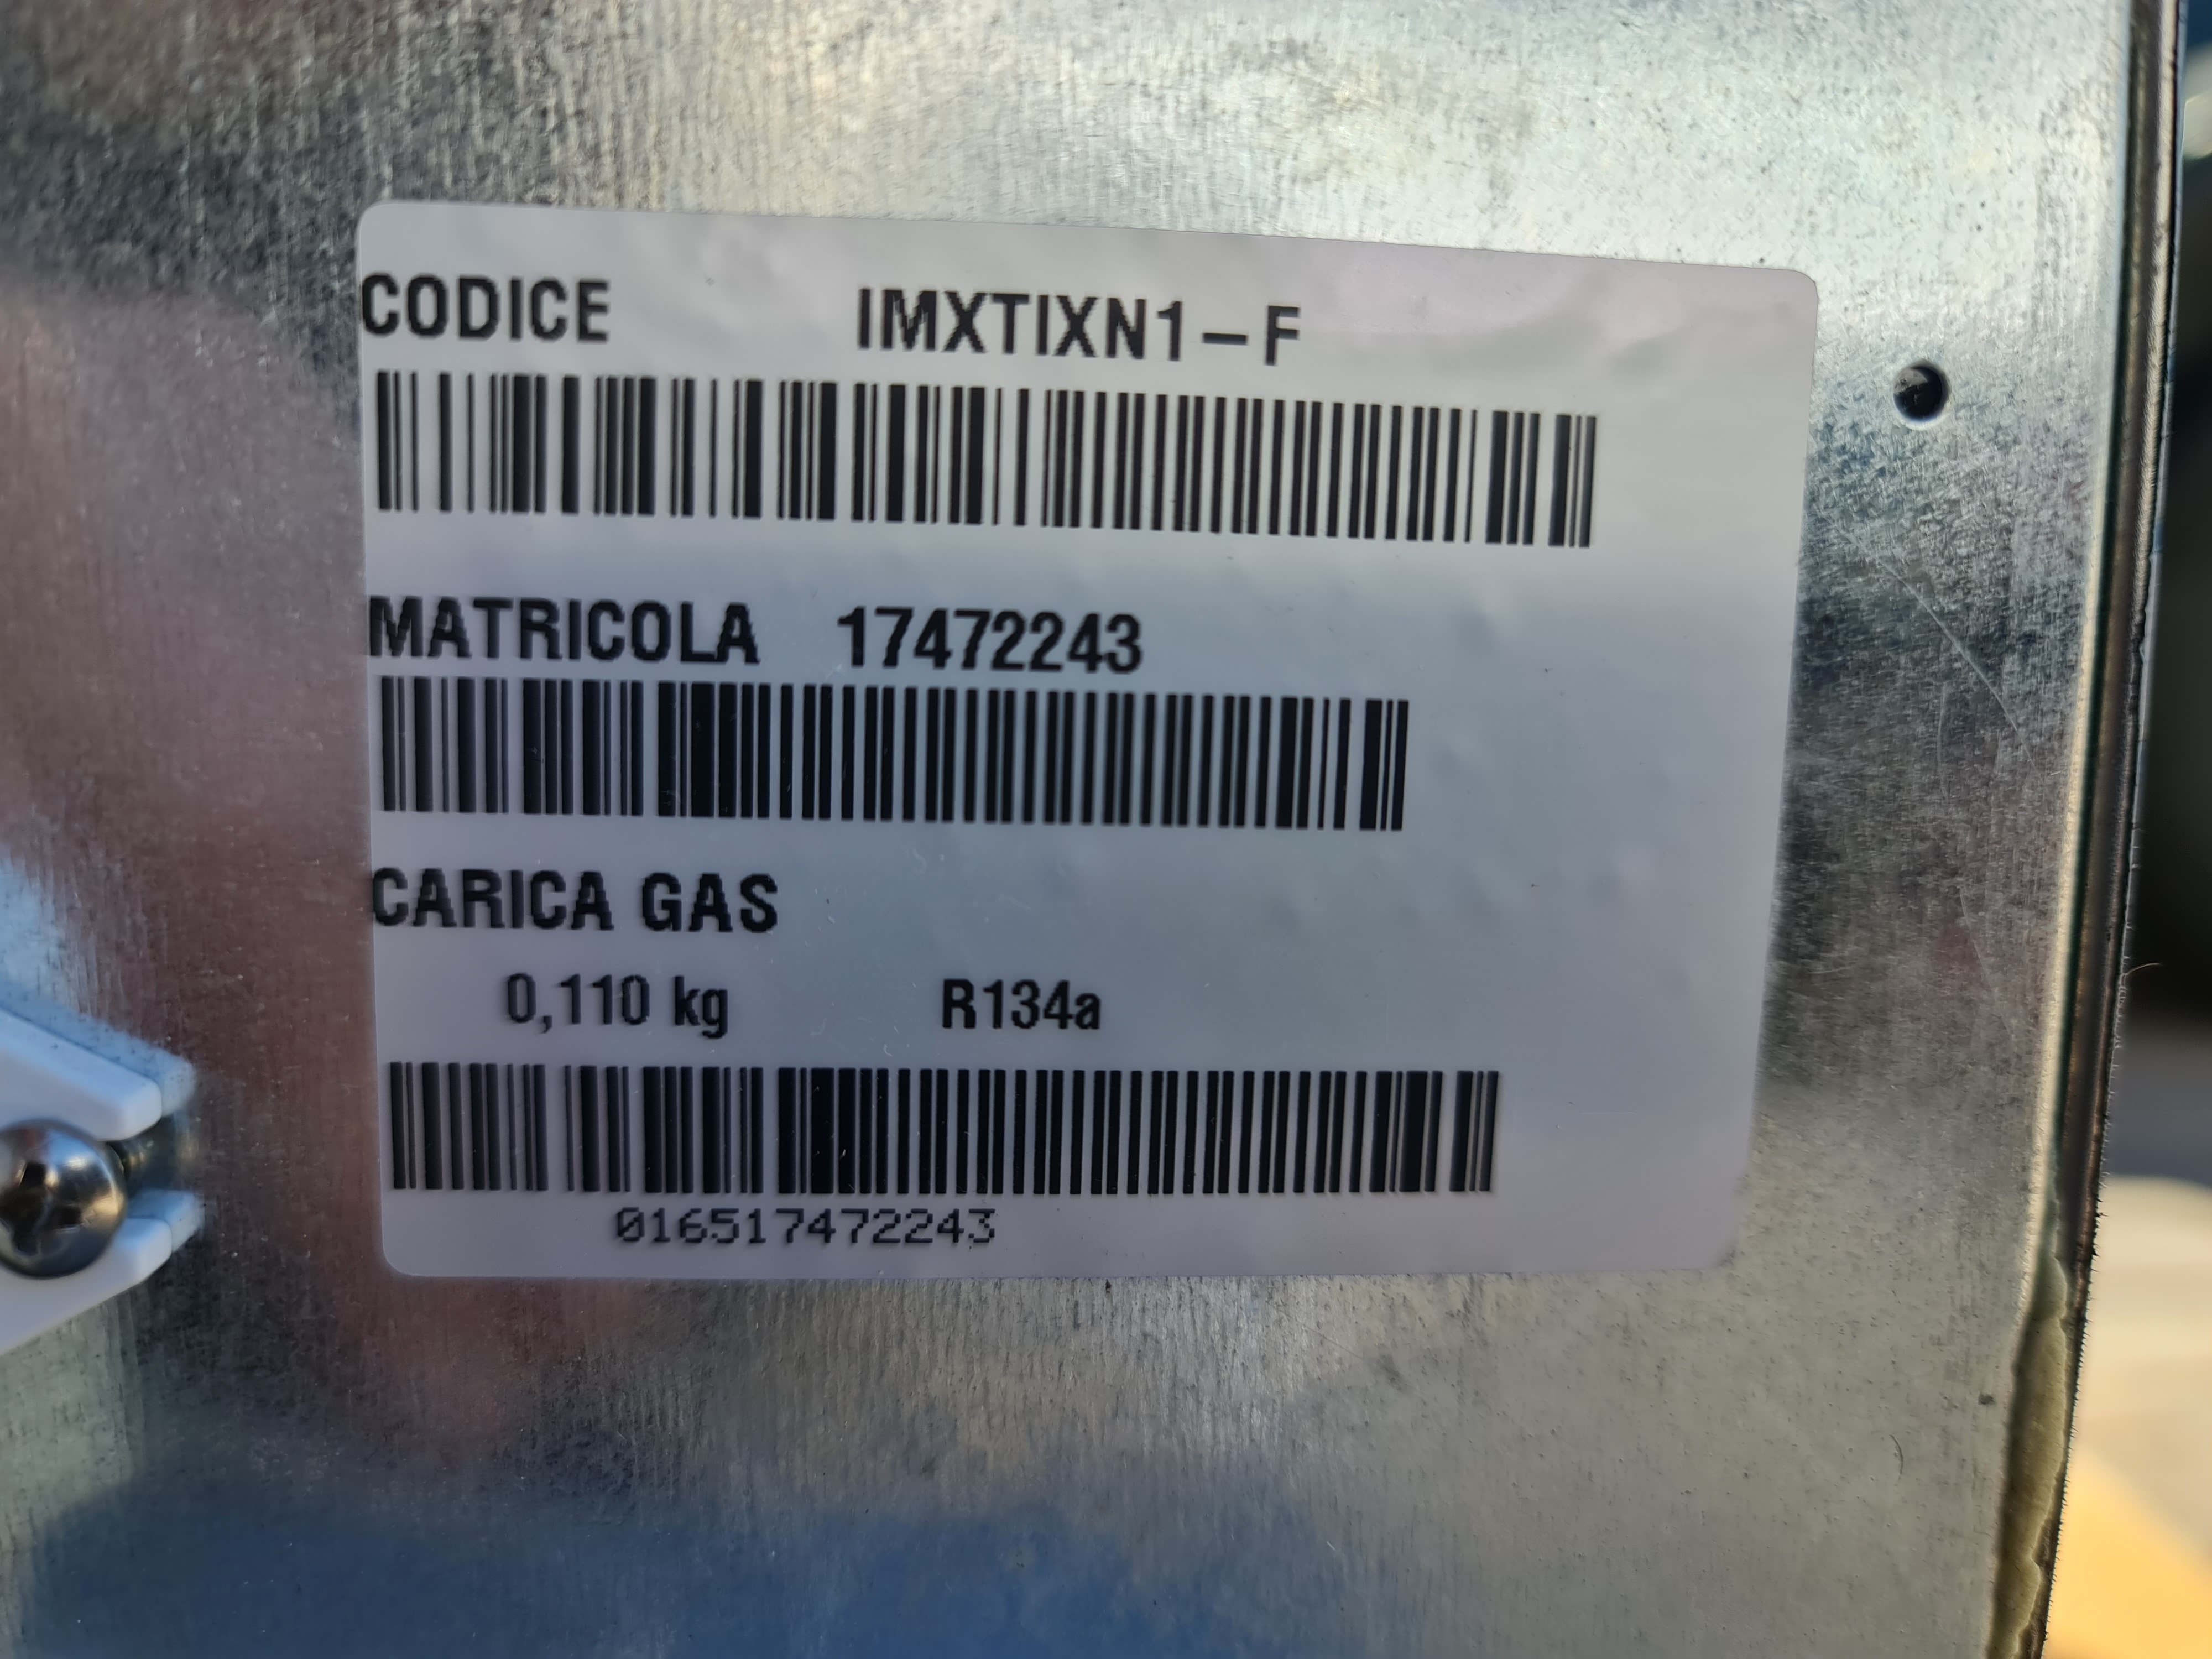 CODICE IMXTIXN1-F
MATRICOLA 17472243
CARICA GAS
0,110 kg R134a
016517472243